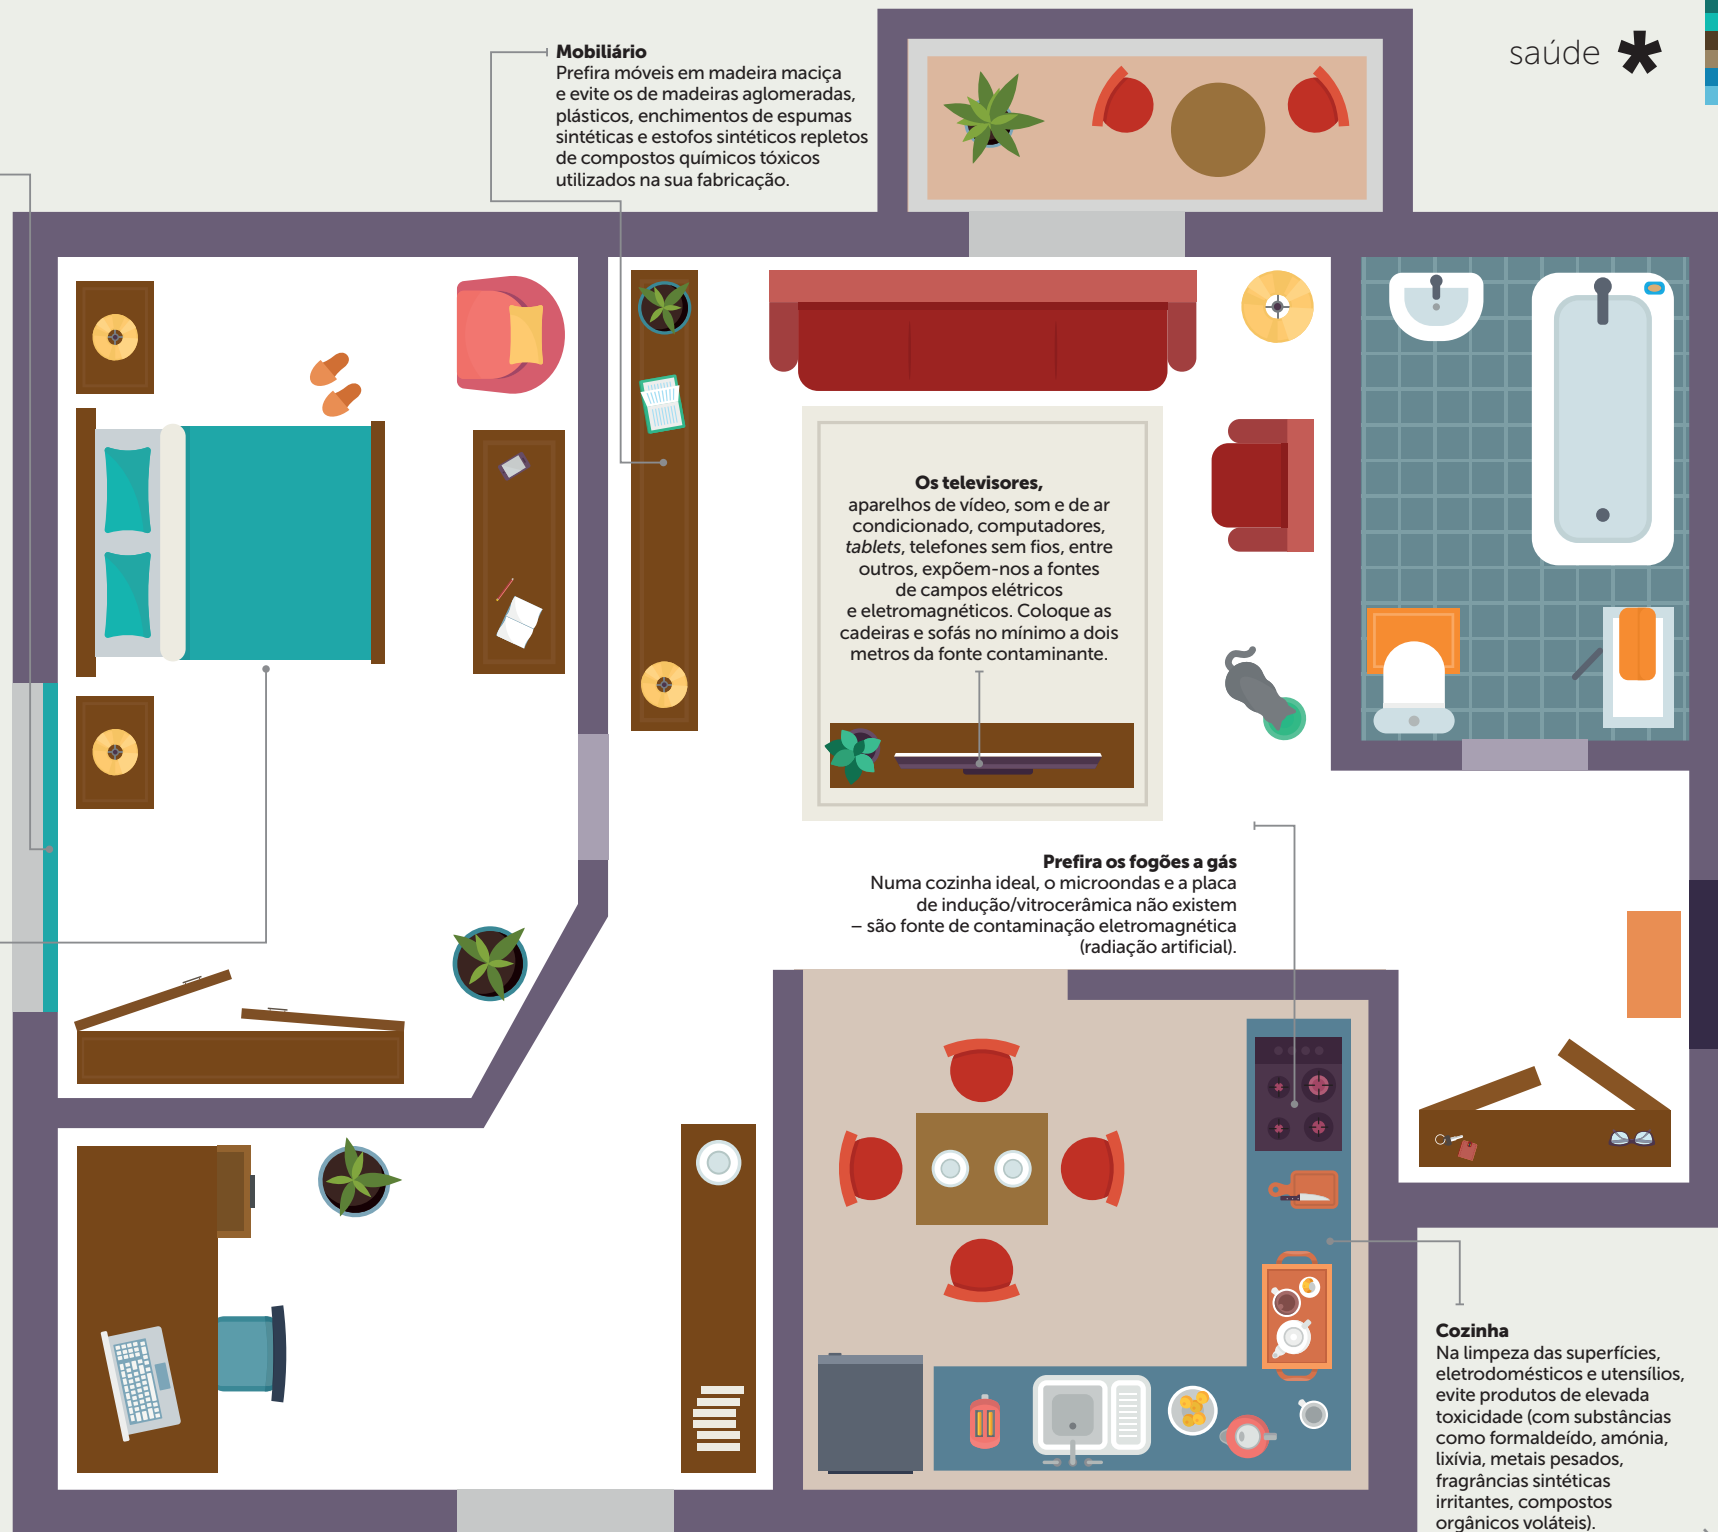 saúde
Mobiliário
Prefira móveis em madeira maciça
e evite os de madeiras aglomeradas,
plásticos, enchimentos de espumas
sintéticas e estofos sintéticos repletos
de compostos químicos tóxicos
utilizados na sua fabricação.
Os televisores,
aparelhos de vídeo, som e de ar
condicionado, computadores,
tablets, telefones sem fios, entre
outros, expõem-nos a fontes
de campos elétricos
e eletromagnéticos. Coloque as
cadeiras e sofás no mínimo a dois
metros da fonte contaminante.
Prefira os fogões a gás
Numa cozinha ideal, o microondas e a placa
de indução/vitrocerâmica não existem
– são fonte de contaminação eletromagnética
(radiação artificial).
Cozinha
Na limpeza das superfícies,
eletrodomésticos e utensílios,
evite produtos de elevada
toxicidade (com substâncias
como formaldeído, amónia,
lixívia, metais pesados,
fragrâncias sintéticas
irritantes, compostos
orgânicos voláteis).